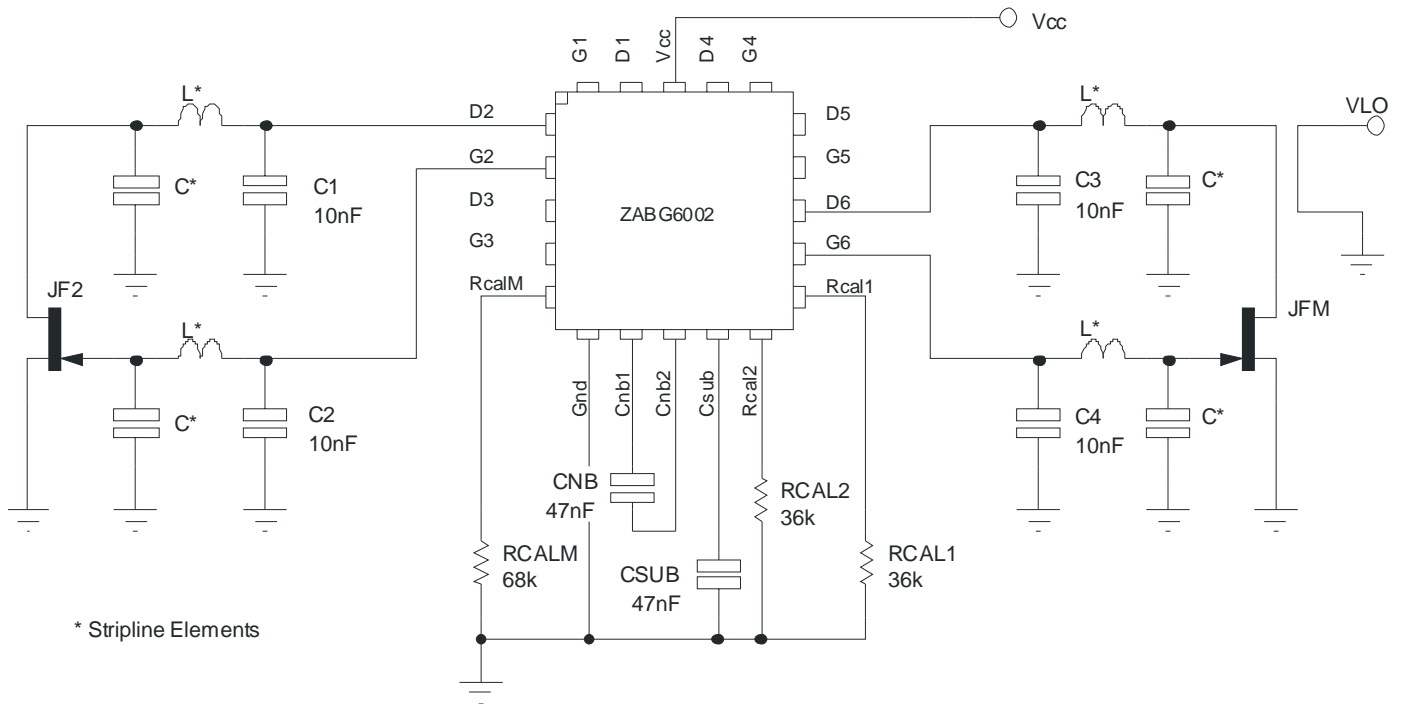 Vcc
G1
D1
Vcc
D4
G4
L*
D2
D5
L*
VLO
G2
G5
C*
C1
10nF
D3
ZABG6002
D6
C3
10nF
C*
G3
G6
JF2
RcalM
Rcal1
JFM
L*
L*
Gnd
Cnb1
Cnb2
Csub
Rcal2
C*
C2
10nF
C4
10nF
C*
CNB
47nF
RCAL2
36k
RCALM
68k
CSUB
47nF
RCAL1
36k
* Stripline Elements